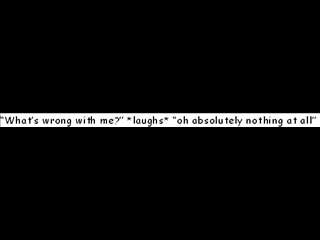 “What's wrong with me?” *laughs* “oh absolutely nothing at all”